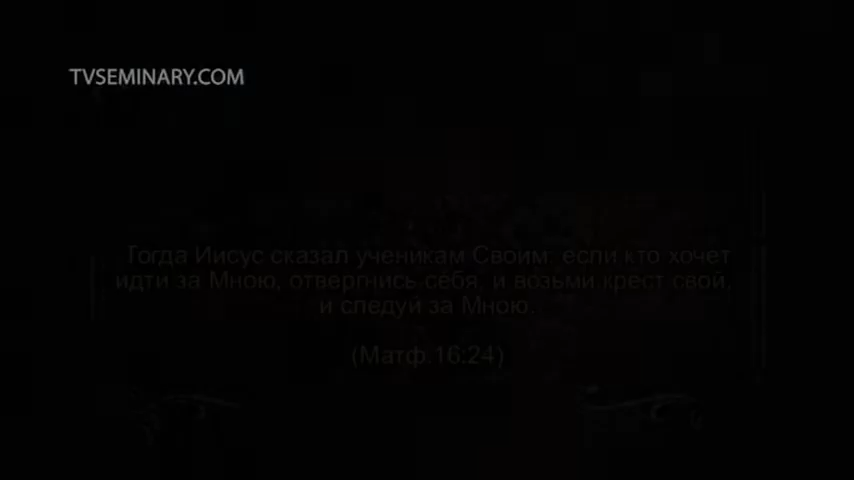 TVSEMINARY.COM
Тогда Иисус сказал ученикам Своим: если кто хочет
идти за Мною, отвергнись себя, и возьми крест свой,
и следуй за Мною.
(Матф.16:24)